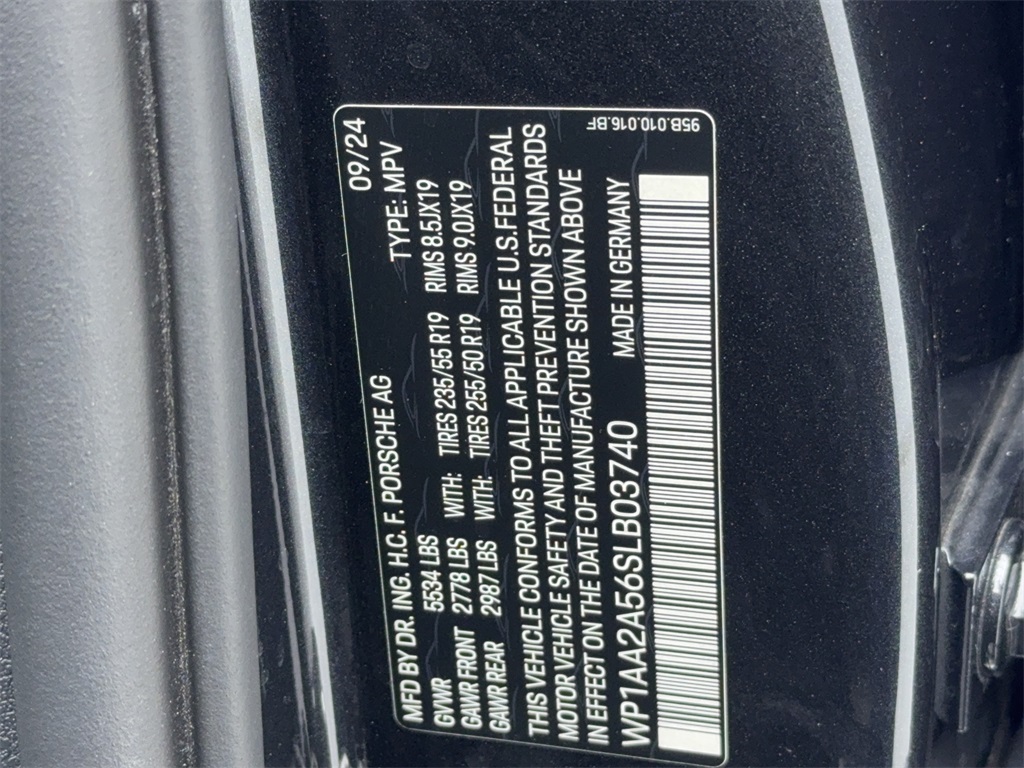 MFD BY DR. ING. H.C. F. PORSCHE AG 09/24
GVWR 5534 LBS TYPE: MPV
GAWR FRONT 2778 LBS WITH: TIRES 235/55 R19 RIMS 8.5JX19
GAWR REAR 2987 LBS WITH: TIRES 255/50 R19 RIMS 9.0JX19
THIS VEHICLE CONFORMS TO ALL APPLICABLE U.S. FEDERAL
MOTOR VEHICLE SAFETY AND THEFT PREVENTION STANDARDS
IN EFFECT ON THE DATE OF MANUFACTURE SHOWN ABOVE
WP1AA2A56SLB03740 MADE IN GERMANY
95B.010.016.BF